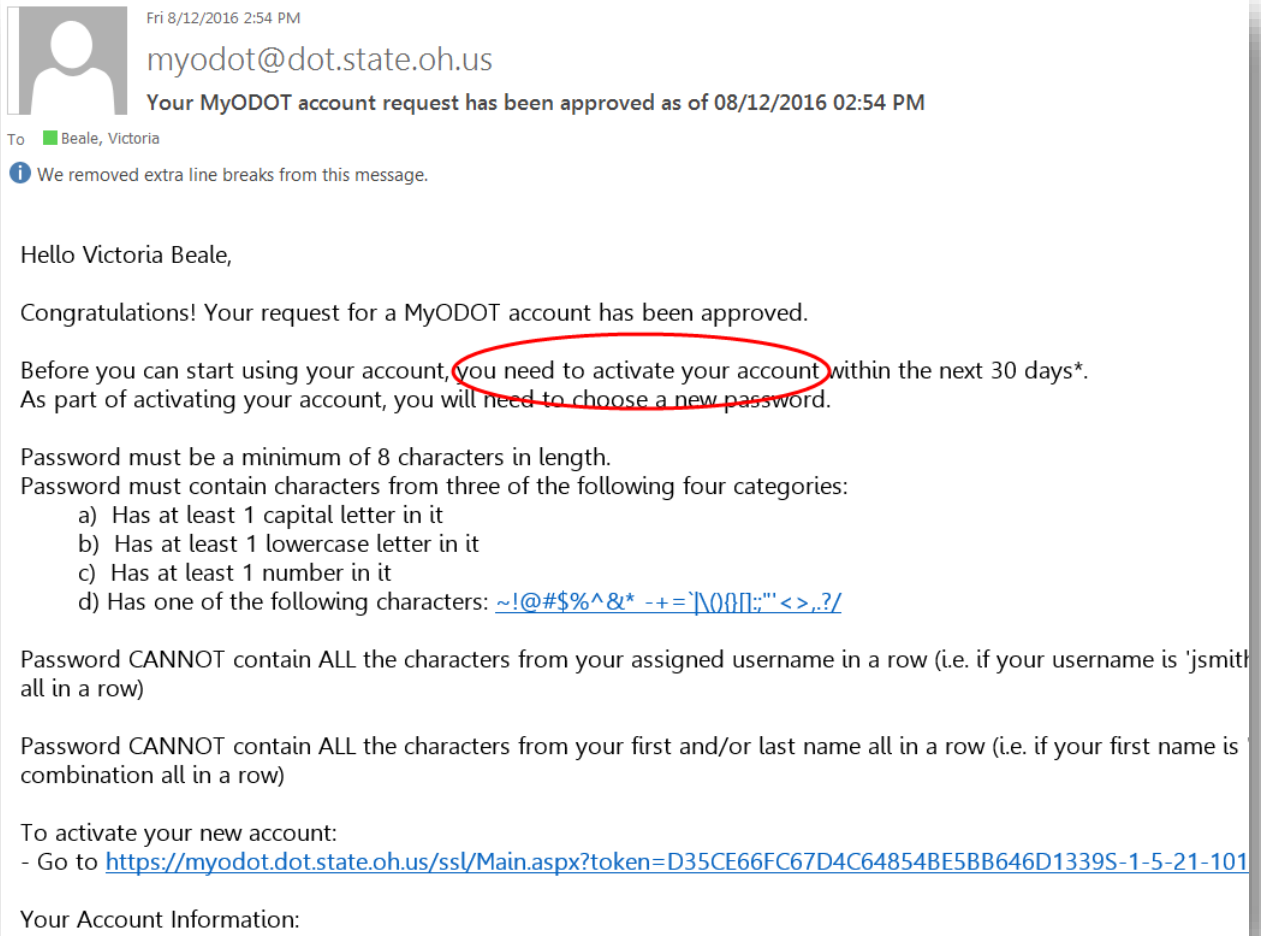 Fri 8/12/2016 2:54 PM
myodot@dot.state.oh.us
Your MyODOT account request has been approved as of 08/12/2016 02:54 PM
To Beale, Victoria
We removed extra line breaks from this message.
Hello Victoria Beale,
Congratulations! Your request for a MyODOT account has been approved.
Before you can start using your account, you need to activate your account within the next 30 days*.
As part of activating your account, you will need to choose a new password.
Password must be a minimum of 8 characters in length.
Password must contain characters from three of the following four categories:
a) Has at least 1 capital letter in it
b) Has at least 1 lowercase letter in it
c) Has at least 1 number in it
d) Has one of the following characters: ~!@#$%^&* -+=`|\(){}[]:;"'<>,.?/
Password CANNOT contain ALL the characters from your assigned username in a row (i.e. if your username is 'jsmith
all in a row)
Password CANNOT contain ALL the characters from your first and/or last name all in a row (i.e. if your first name is '
combination all in a row)
To activate your new account:
- Go to https://myodot.dot.state.oh.us/ssl/Main.aspx?token=D35CE66FC67D4C64854BE5BB646D1339S-1-5-21-101
Your Account Information: